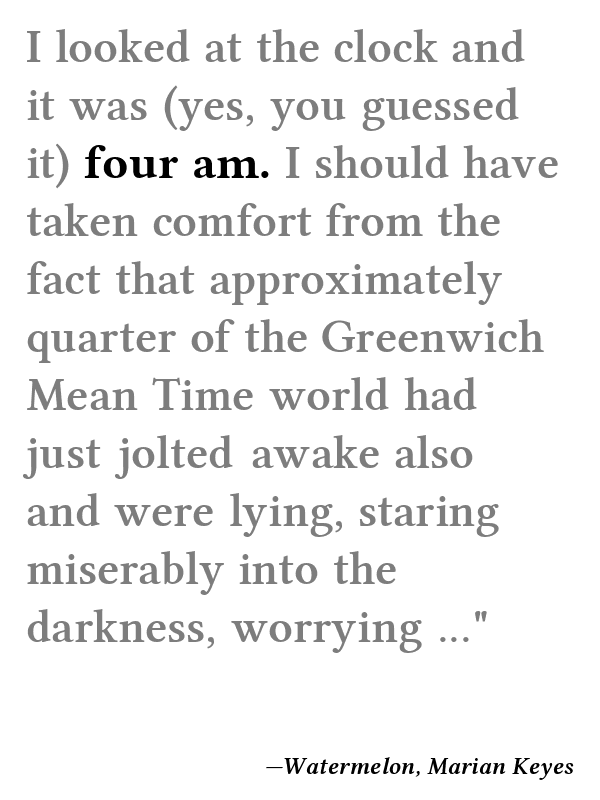 I looked at the clock and
it was (yes, you guessed
it) four am. I should have
taken comfort from the
fact that approximately
quarter of the Greenwich
Mean Time world had
just jolted awake also
and were lying, staring
miserably into the
darkness, worrying ..."
—Watermelon, Marian Keyes